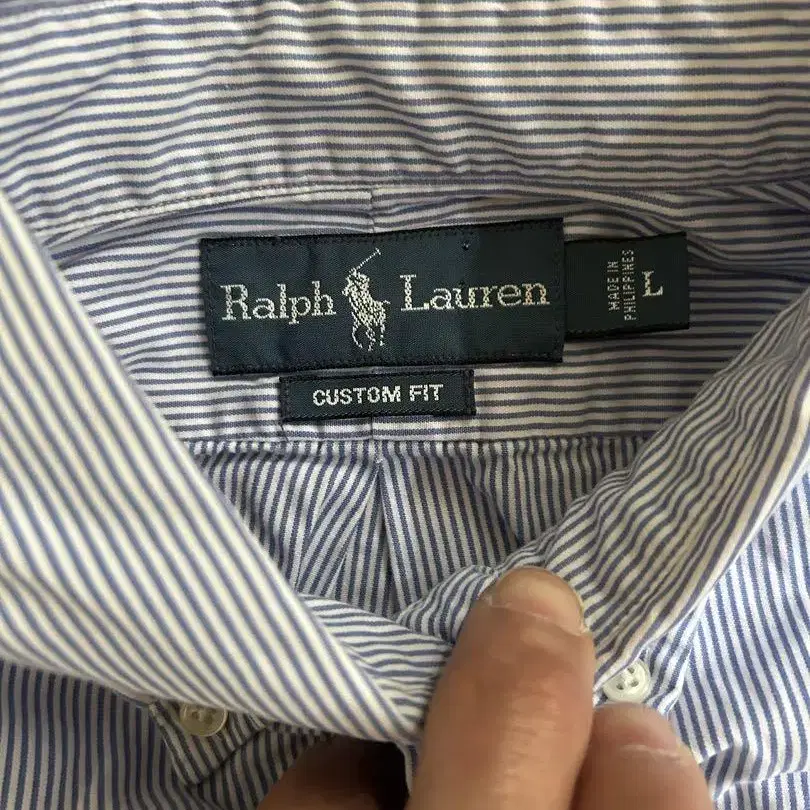 Ralph Lauren
MADE IN
PHILIPPINES
L
CUSTOM FIT